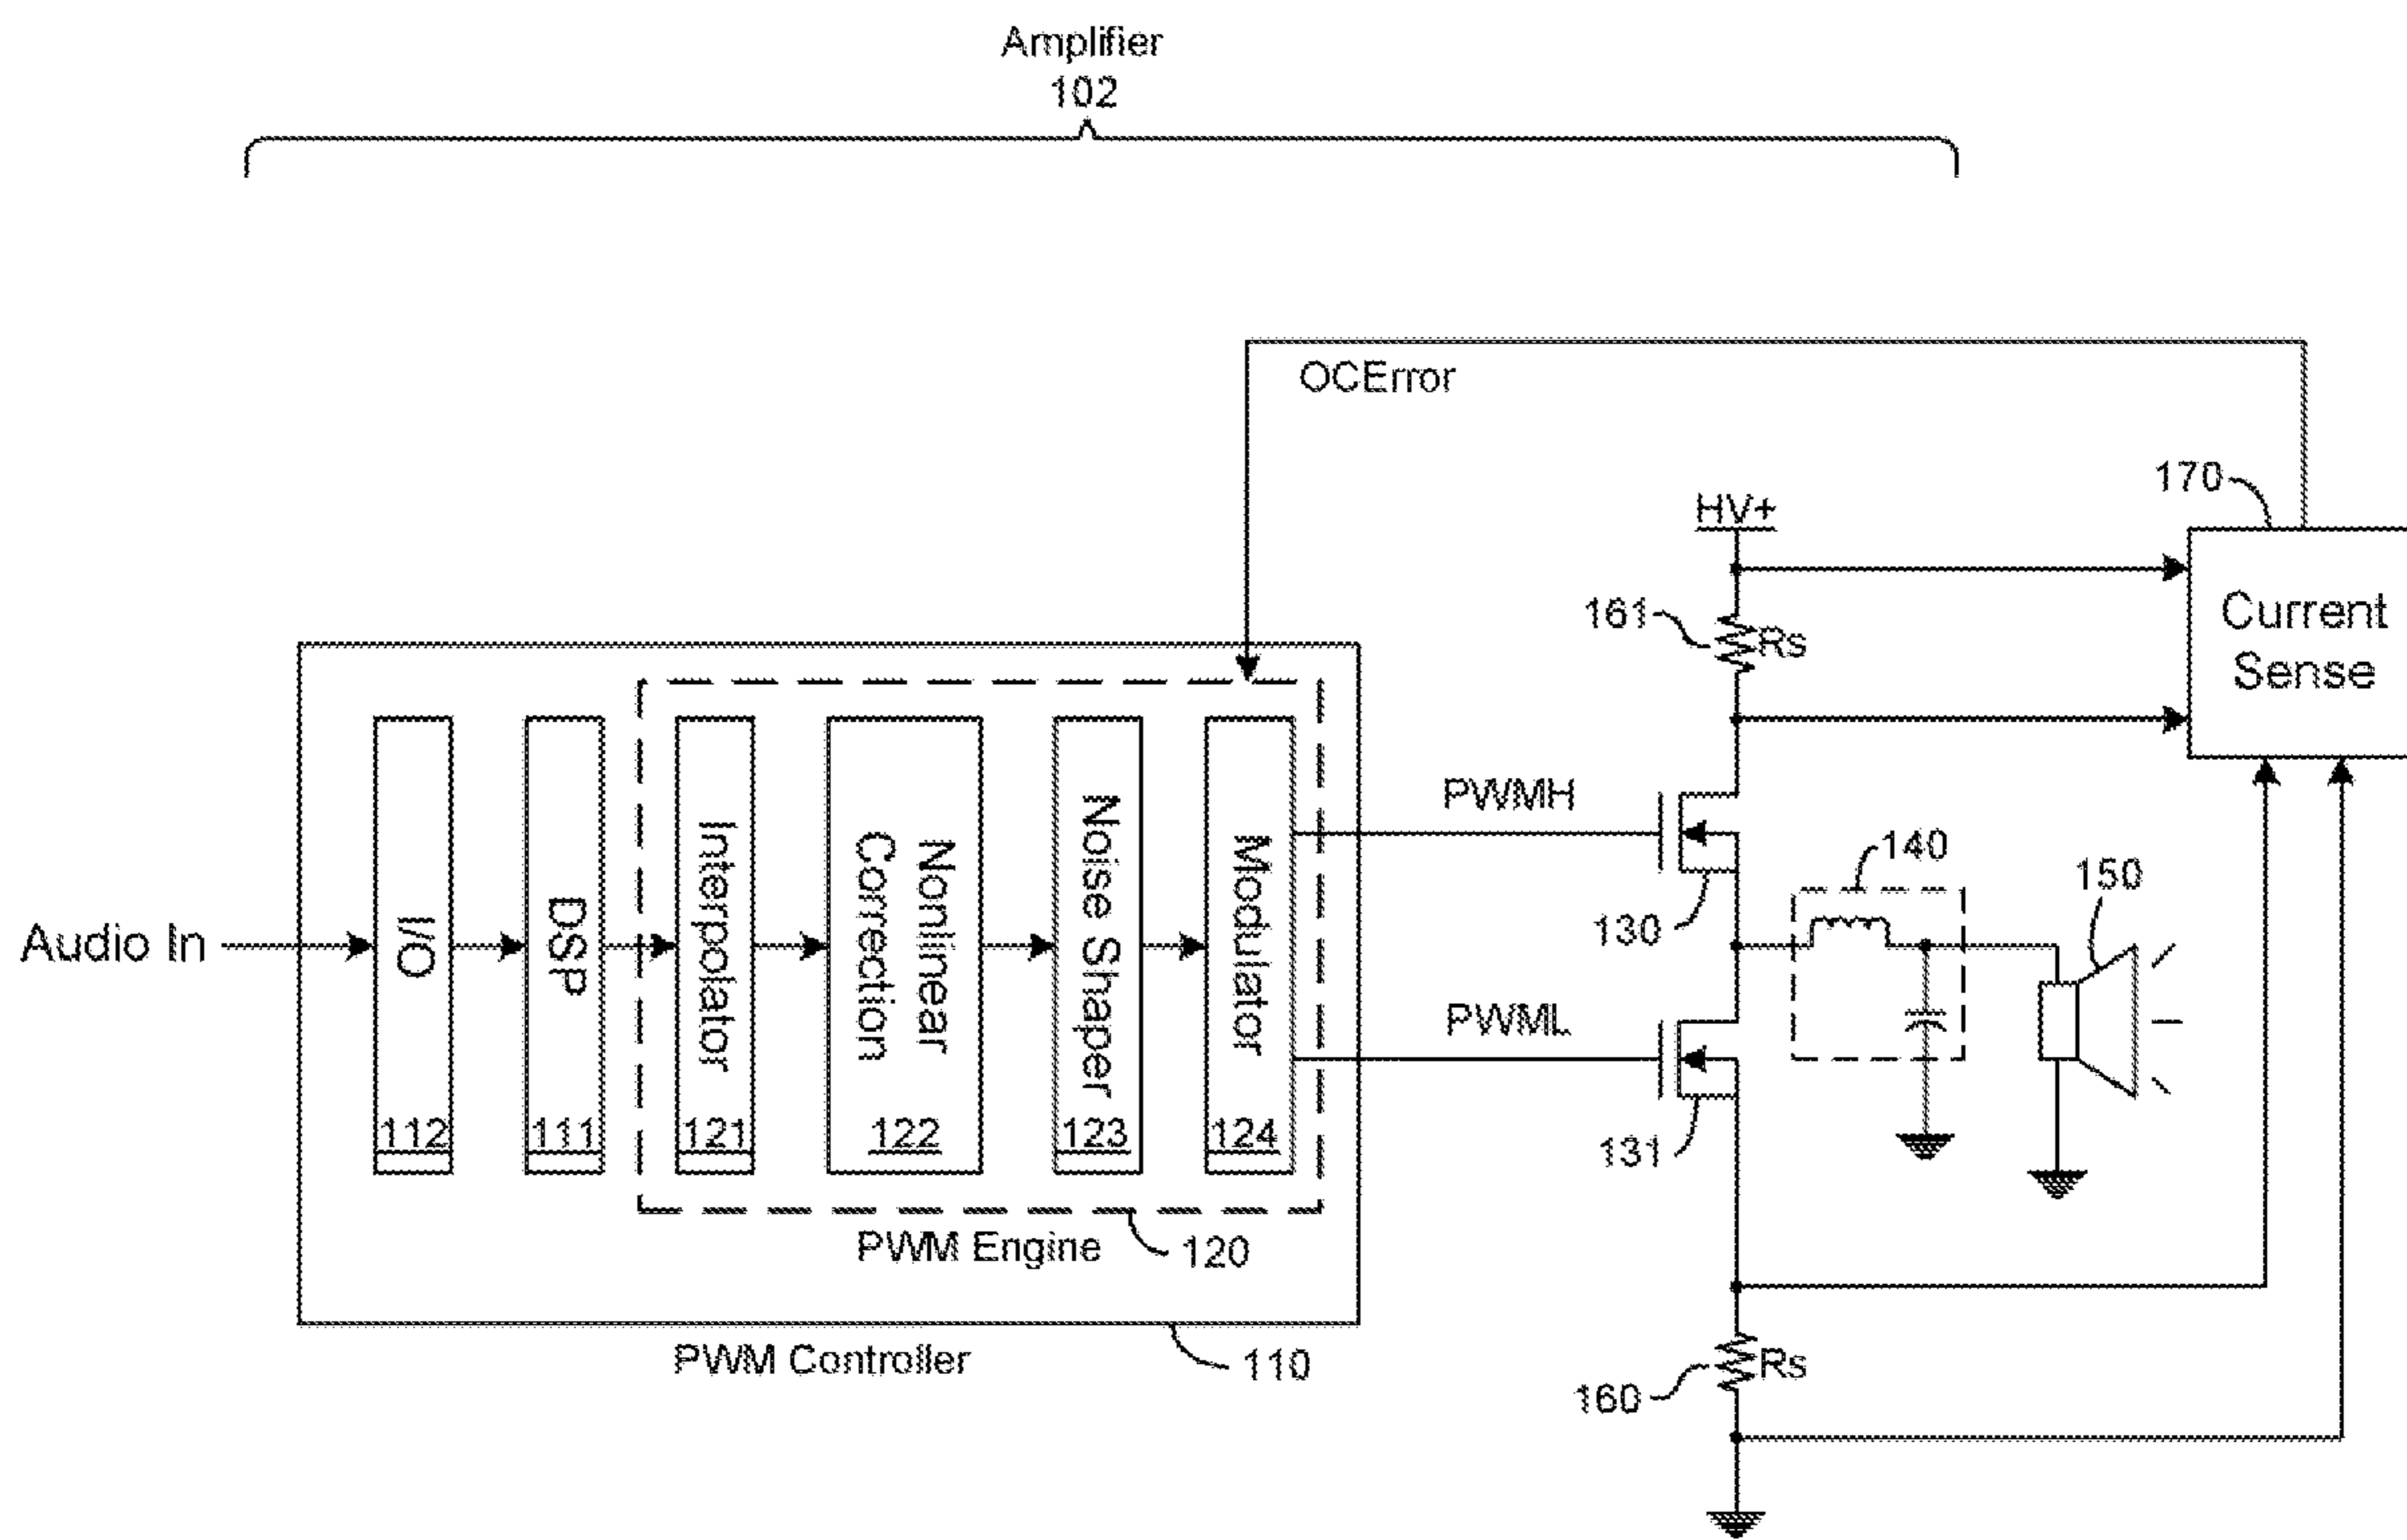 Amplifier
102
OCError
HV+
170
161
Rs
Current
Sense
PWMH
140
150
130
Audio In
I/O
112
DSP
111
Interpolator
121
Nonlinear
Correction
122
Noise Shaper
123
Modulator
124
PWML
131
PWM Engine
120
PWM Controller
110
Rs
160